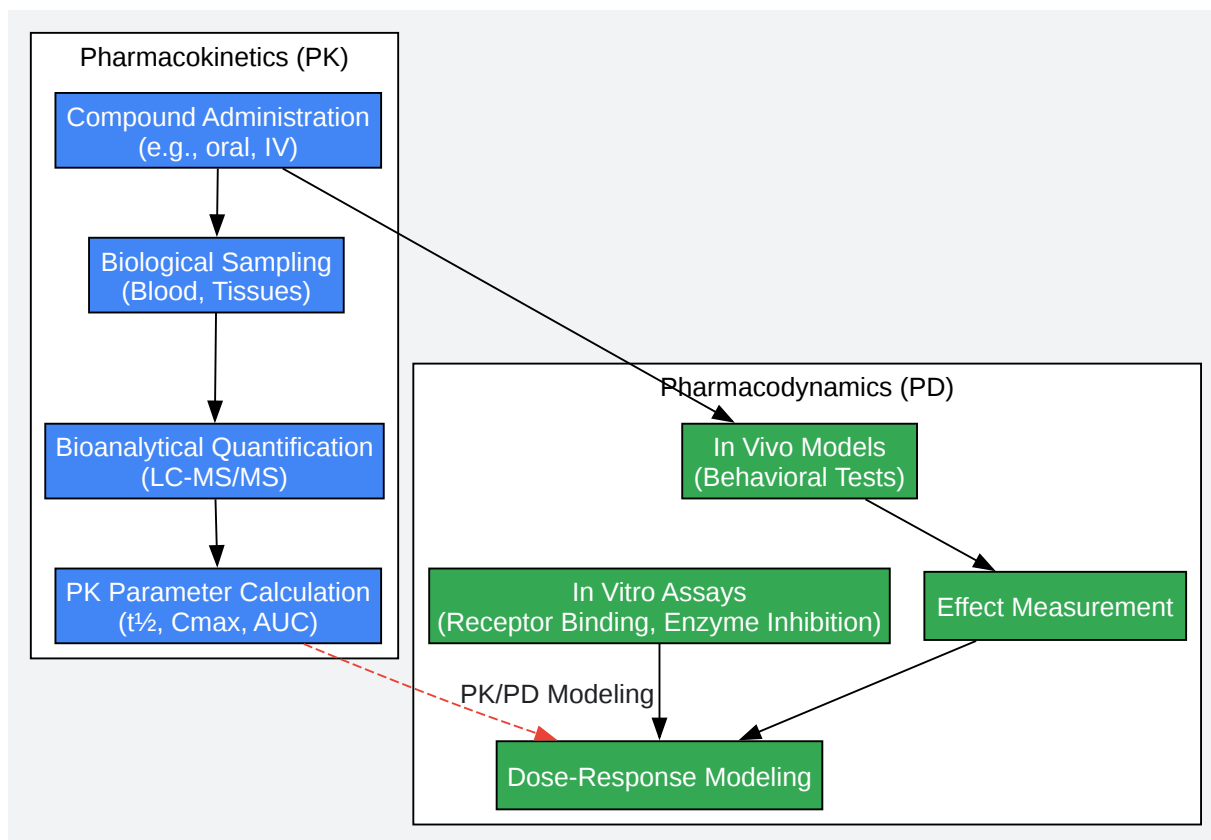 Pharmacokinetics (PK)
Compound Administration
(e.g., oral, IV)
Biological Sampling
(Blood, Tissues)
Bioanalytical Quantification
(LC-MS/MS)
PK Parameter Calculation
(t½, Cmax, AUC)
Pharmacodynamics (PD)
In Vivo Models
(Behavioral Tests)
In Vitro Assays
(Receptor Binding, Enzyme Inhibition)
Effect Measurement
PK/PD Modeling
Dose-Response Modeling